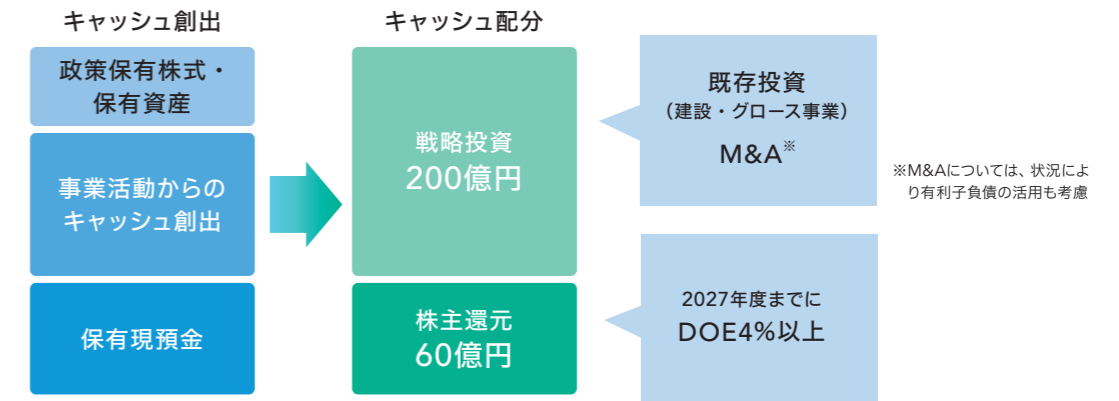 キャッシュ創出
政策保有株式・
保有資産
事業活動からの
キャッシュ創出
保有現預金
キャッシュ配分
戦略投資
200億円
株主還元
60億円
既存投資
（建設・グロース事業）
M&A※
※M&Aについては、状況によ
り有利子負債の活用も考慮
2027年度までに
DOE4%以上